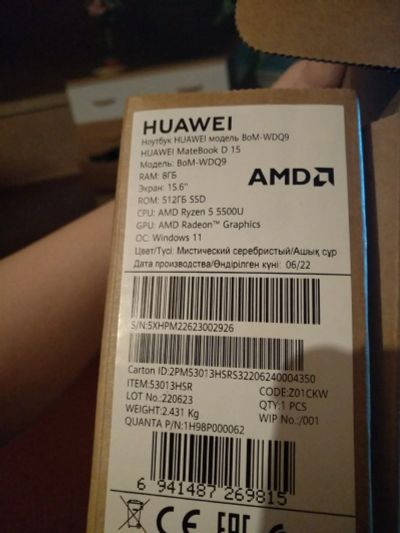 HUAWEI
Ноутбук HUAWEI модель BoM-WDQ9
HUAWEI MateBook D 15
Модель: BoM-WDQ9
RAM: 8ГБ
AMD
Экран: 15.6"
ROM: 512ГБ SSD
CPU: AMD Ryzen 5 5500U
GPU: AMD Radeon™ Graphics
ОС: Windows 11
Цвет/Түсі: Мистический серебристый/Ашық сұр
Дата производства/Өндірілген күні: 06/22
S/N:5XHPM22623002926
Carton ID:2PM53013HSRS32206240004350
ITEM:53013HSR CODE:Z01CKW
LOT No.:220623 QTY:1 PCS
WEIGHT:2.431 Kg WIP No.:/001
QUANTA P/N:1H98P000062
6 941487 269815
CE EAC